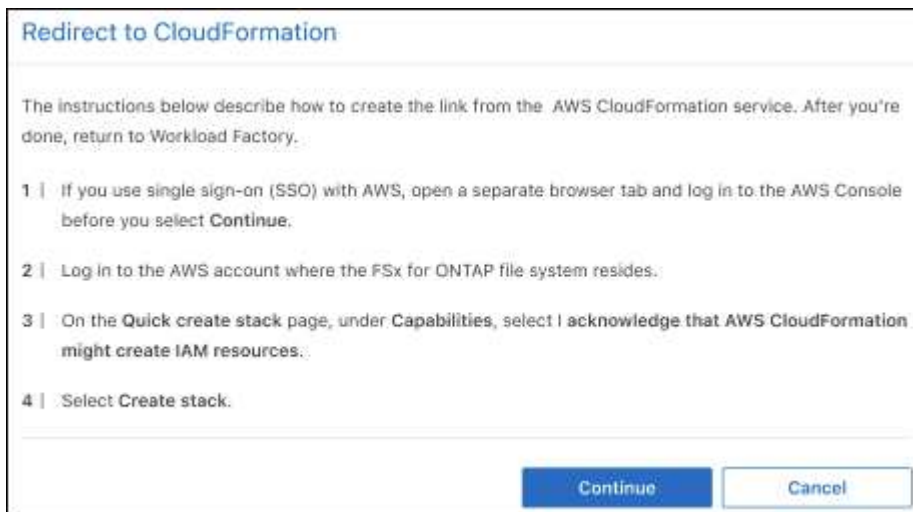 Redirect to CloudFormation
The instructions below describe how to create the link from the AWS CloudFormation service. After you're
done, return to Workload Factory.
1 | If you use single sign-on (SSO) with AWS, open a separate browser tab and log in to the AWS Console
before you select Continue.
2 | Log in to the AWS account where the FSx for ONTAP file system resides.
3 | On the Quick create stack page, under Capabilities, select I acknowledge that AWS CloudFormation
might create IAM resources.
4 | Select Create stack.
Continue Cancel